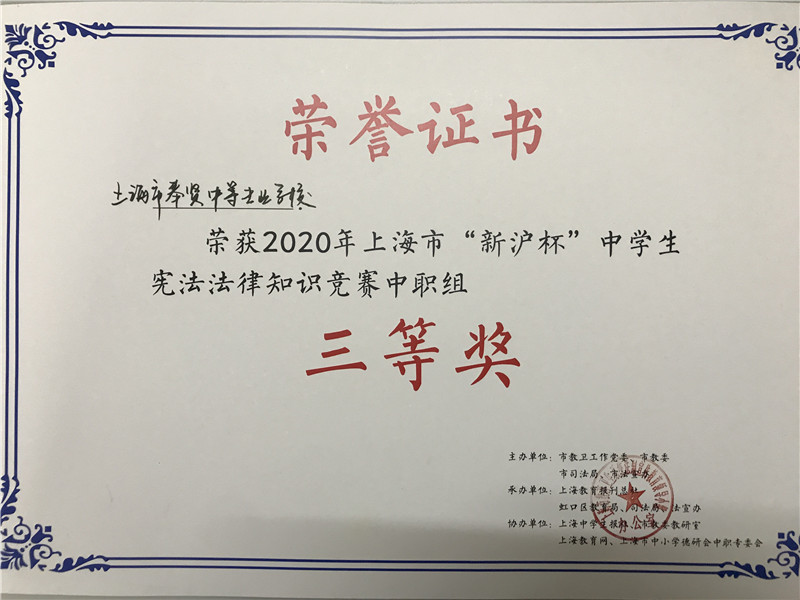 荣誉证书
上海市奉贤中等专业学校
荣获2020年上海市“新沪杯”中学生
宪法法律知识竞赛中职组
三等奖
主办单位：市教卫工作党委、市教委
市司法局、市法宣办
承办单位：上海教育报刊总社
虹口区教育局、司法局、法宣办
协办单位：上海中学生报社、市教委教研室
上海教育网、上海市中小学德研会中职专委会
办公室